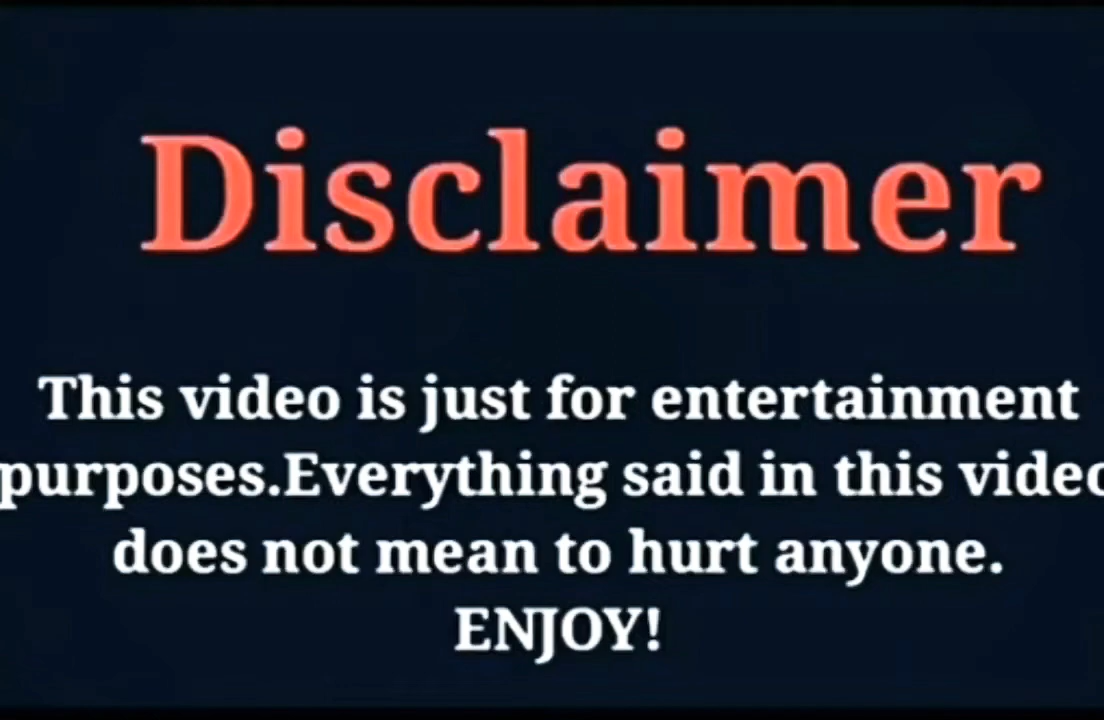 Disclaimer
This video is just for entertainment
purposes.Everything said in this video
does not mean to hurt anyone.
ENJOY!